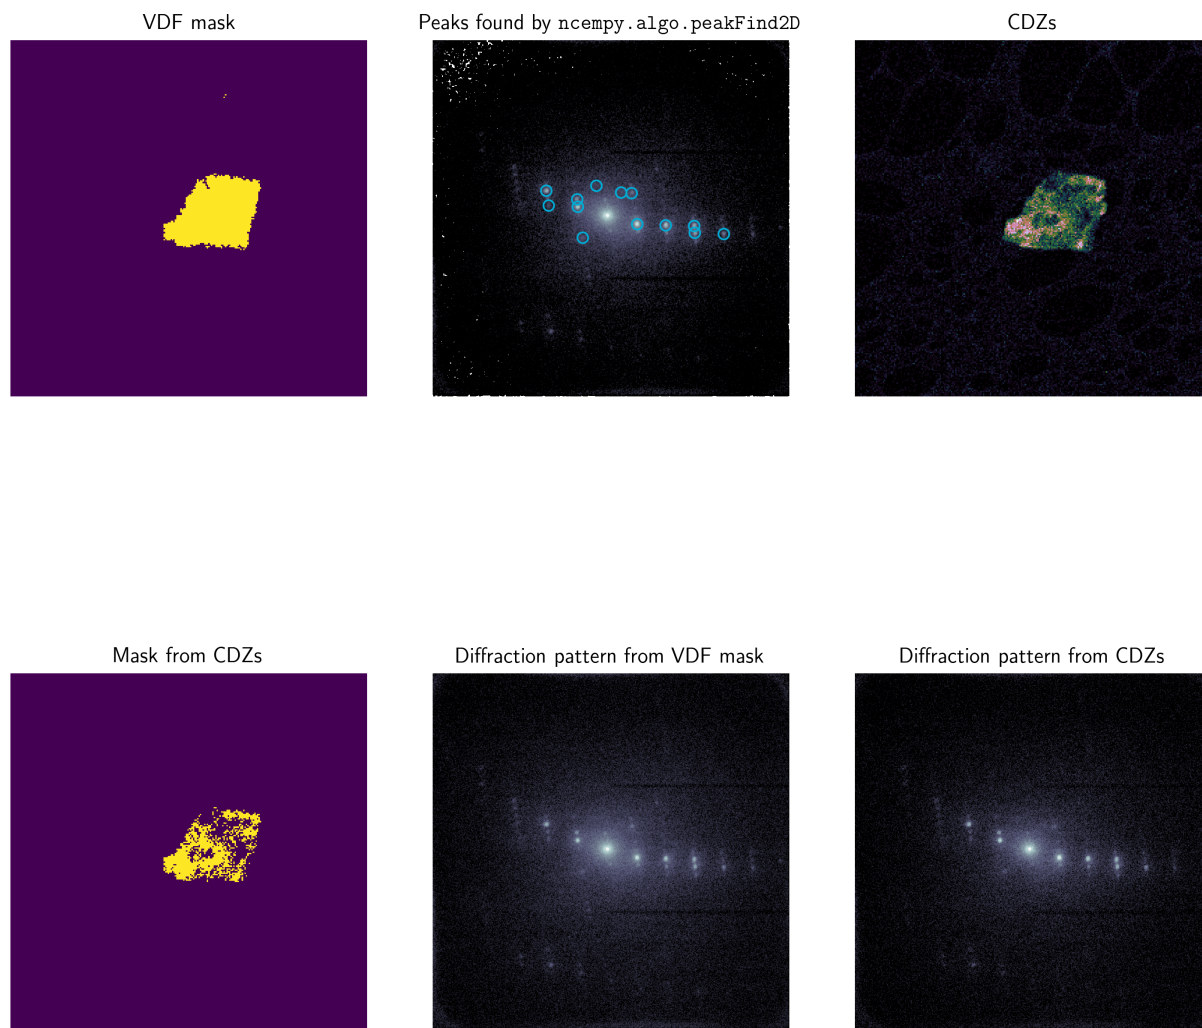 VDF mask
Peaks found by ncempy.algo.peakFind2D
CDZs
Mask from CDZs
Diffraction pattern from VDF mask
Diffraction pattern from CDZs